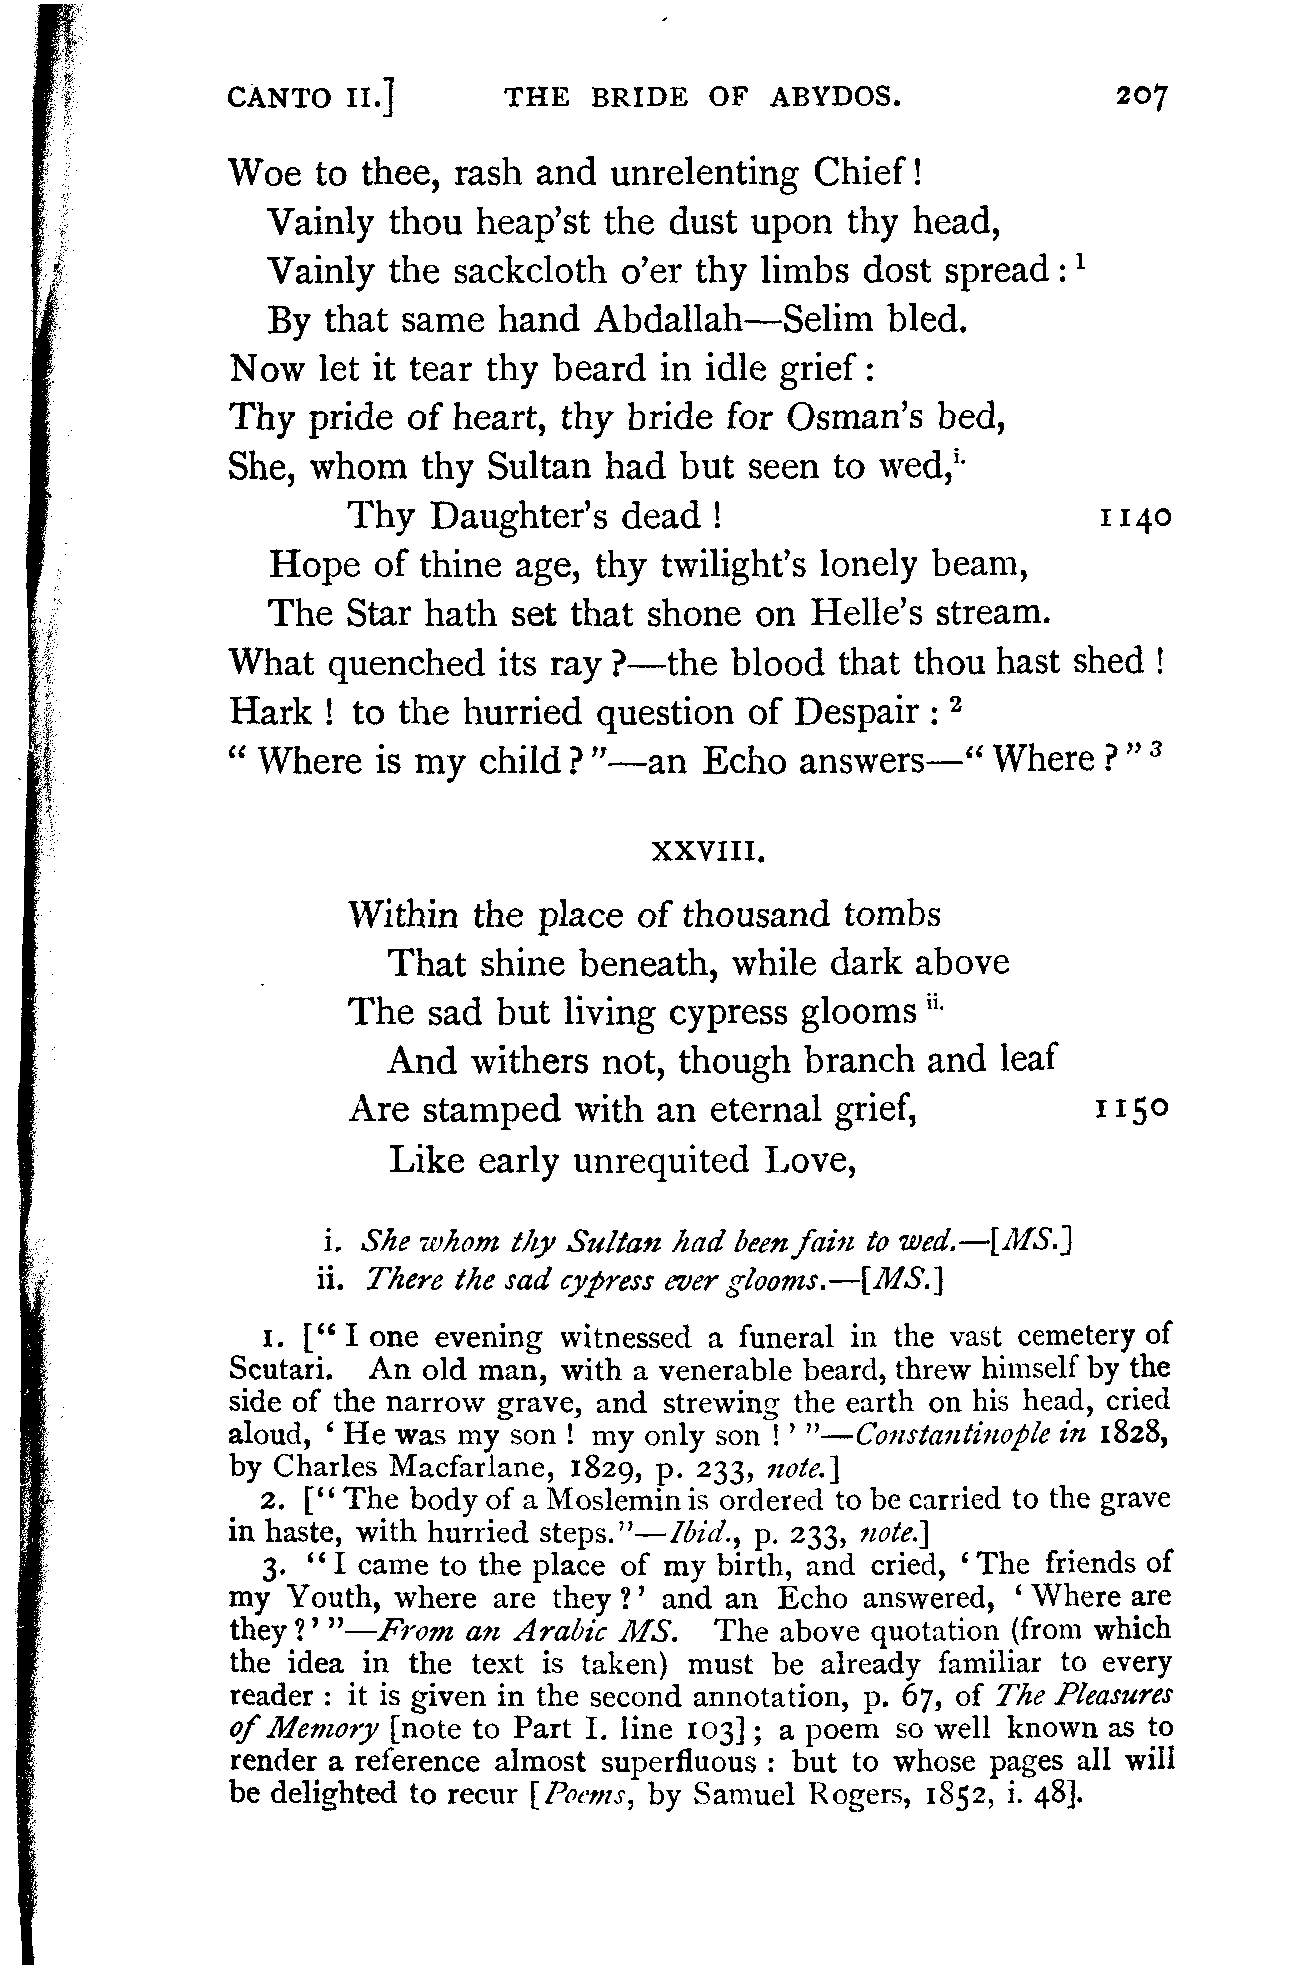 CANTO II.] THE BRIDE OF ABYDOS. 207
Woe to thee, rash and unrelenting Chief!
Vainly thou heap'st the dust upon thy head,
Vainly the sackcloth o'er thy limbs dost spread:¹
By that same hand Abdallah—Selim bled.
Now let it tear thy beard in idle grief:
Thy pride of heart, thy bride for Osman's bed,
She, whom thy Sultan had but seen to wed,i.
Thy Daughter's dead! 1140
Hope of thine age, thy twilight's lonely beam,
The Star hath set that shone on Helle's stream.
What quenched its ray?—the blood that thou hast shed!
Hark! to the hurried question of Despair:²
"Where is my child?"—an Echo answers—"Where?"³
XXVIII.
Within the place of thousand tombs
That shine beneath, while dark above
The sad but living cypress glooms ii.
And withers not, though branch and leaf
Are stamped with an eternal grief, 1150
Like early unrequited Love,
i. She whom thy Sultan had been fain to wed.—[MS.]
ii. There the sad cypress ever glooms.—[MS.]
1. ["I one evening witnessed a funeral in the vast cemetery of
Scutari. An old man, with a venerable beard, threw himself by the
side of the narrow grave, and strewing the earth on his head, cried
aloud, 'He was my son! my only son!'"—Constantinople in 1828,
by Charles Macfarlane, 1829, p. 233, note.]
2. ["The body of a Moslemin is ordered to be carried to the grave
in haste, with hurried steps."—Ibid., p. 233, note.]
3. "I came to the place of my birth, and cried, 'The friends of
my Youth, where are they?' and an Echo answered, 'Where are
they?'"—From an Arabic MS. The above quotation (from which
the idea in the text is taken) must be already familiar to every
reader: it is given in the second annotation, p. 67, of The Pleasures
of Memory [note to Part I. line 103]; a poem so well known as to
render a reference almost superfluous: but to whose pages all will
be delighted to recur [Poems, by Samuel Rogers, 1852, i. 48].